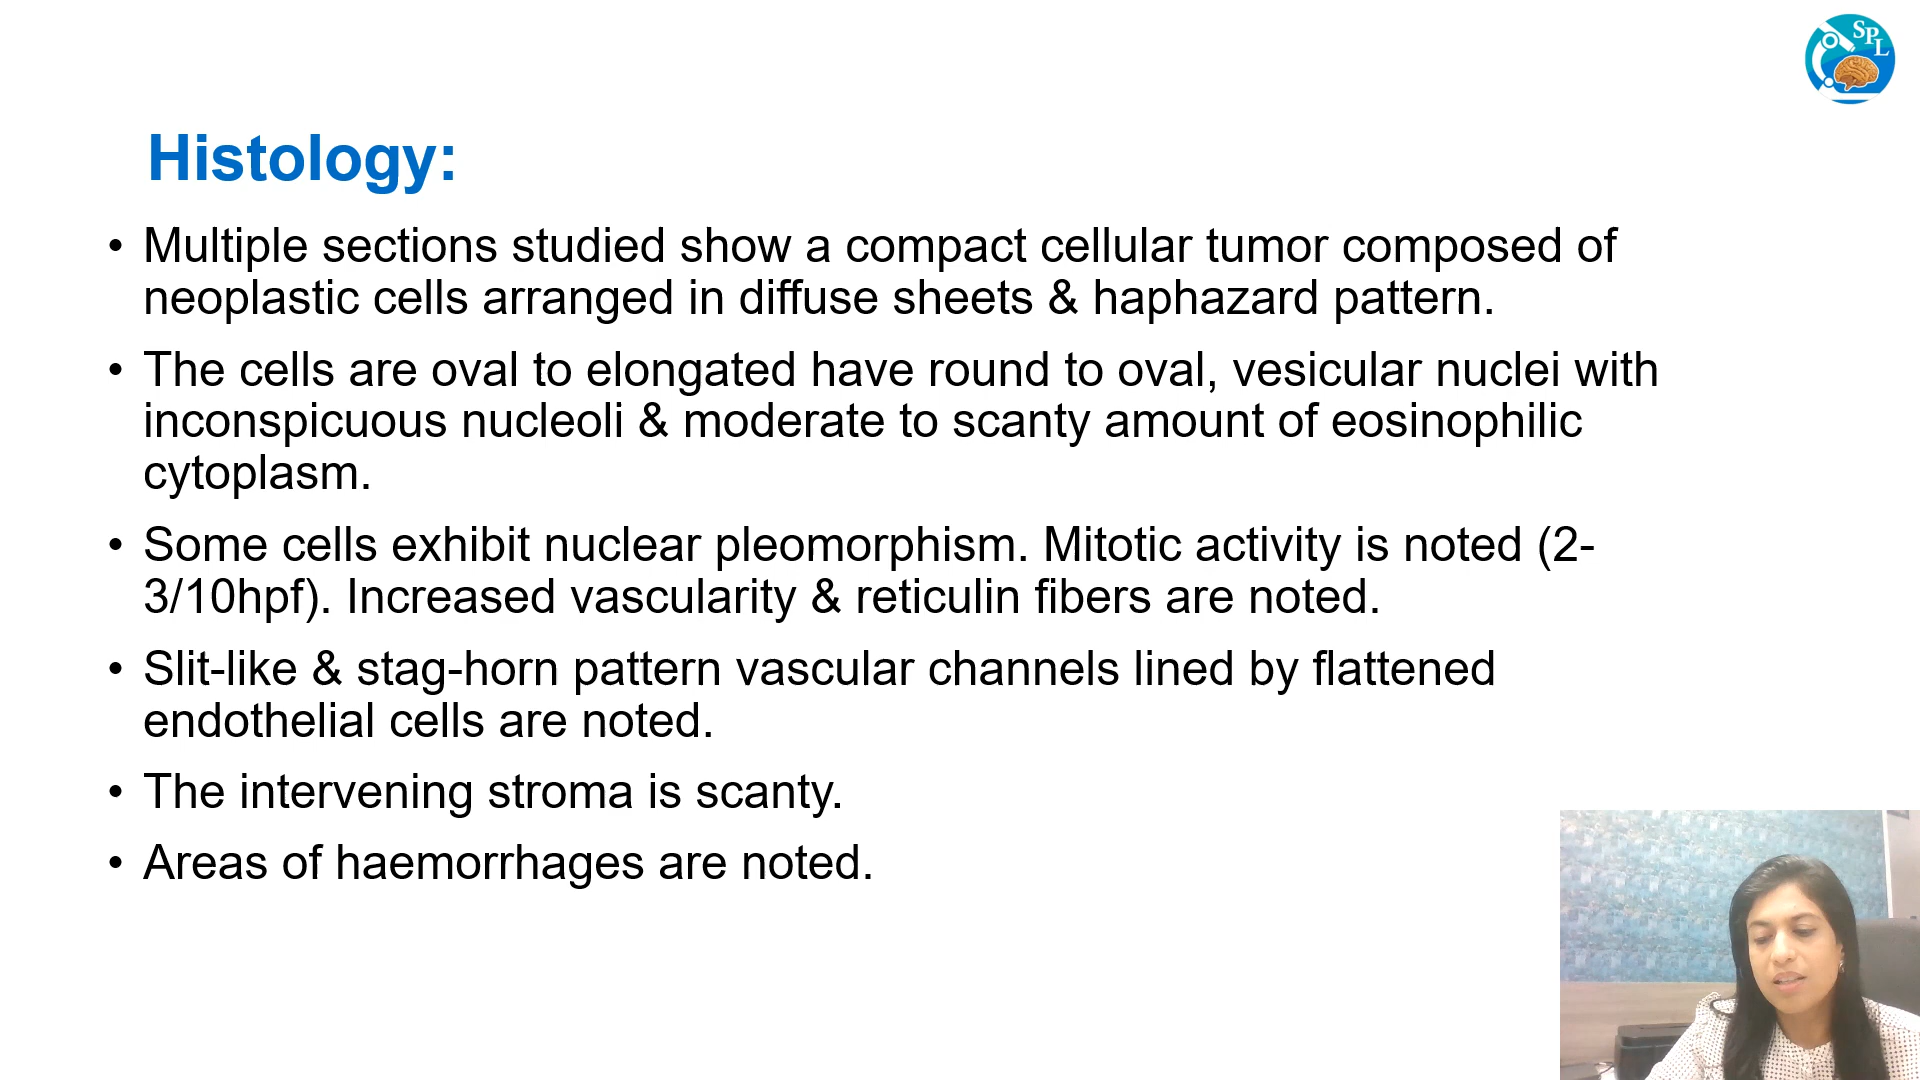 SPL
Histology:
• Multiple sections studied show a compact cellular tumor composed of
neoplastic cells arranged in diffuse sheets & haphazard pattern.
• The cells are oval to elongated have round to oval, vesicular nuclei with
inconspicuous nucleoli & moderate to scanty amount of eosinophilic
cytoplasm.
• Some cells exhibit nuclear pleomorphism. Mitotic activity is noted (2-
3/10hpf). Increased vascularity & reticulin fibers are noted.
• Slit-like & stag-horn pattern vascular channels lined by flattened
endothelial cells are noted.
• The intervening stroma is scanty.
• Areas of haemorrhages are noted.